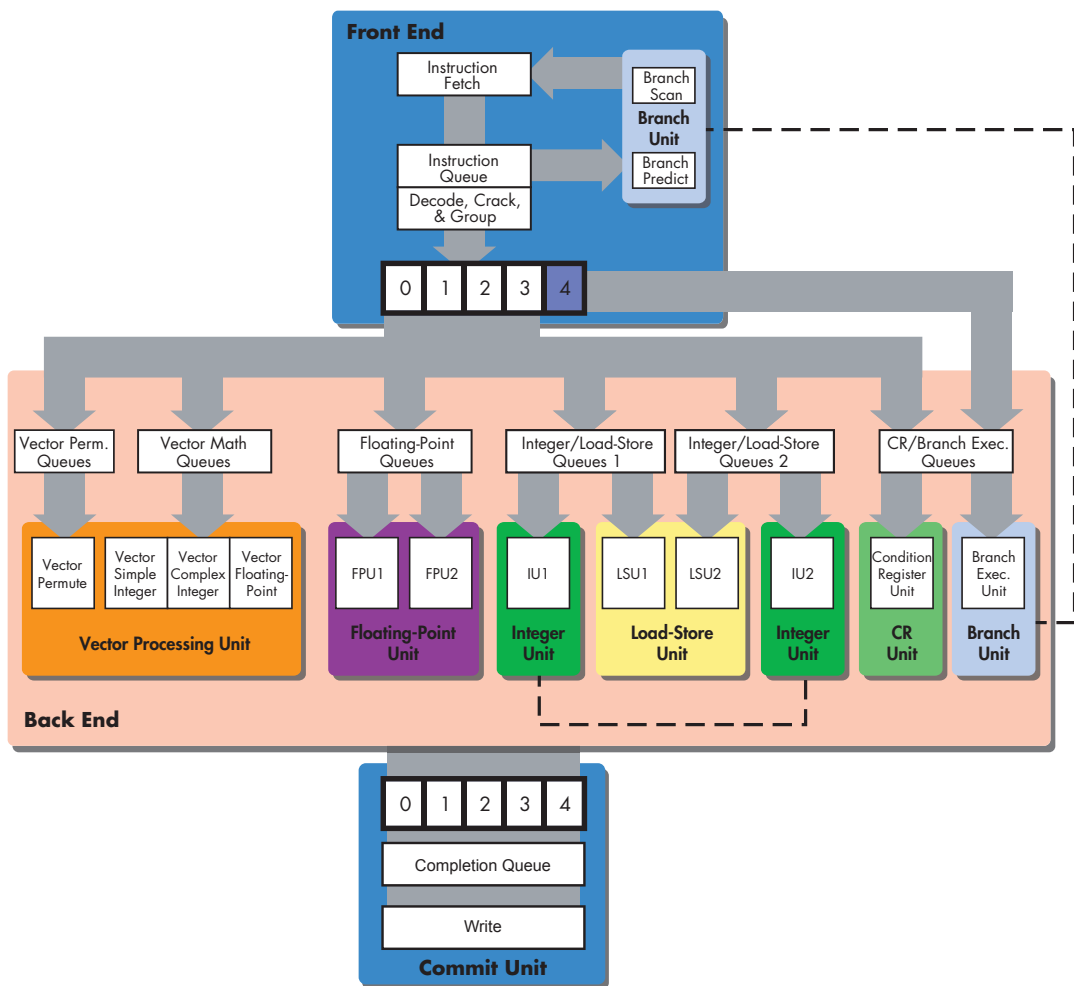 Front End
Instruction
Fetch
Branch
Scan
Branch
Unit
Instruction
Queue
Branch
Predict
Decode, Crack,
& Group
0 1 2 3 4
Vector Perm.
Queues
Vector Math
Queues
Floating-Point
Queues
Integer/Load-Store
Queues 1
Integer/Load-Store
Queues 2
CR/Branch Exec.
Queues
Vector
Permute
Vector
Simple
Integer
Vector
Complex
Integer
Vector
Floating-
Point
Vector Processing Unit
FPU1
FPU2
Floating-Point
Unit
IU1
Integer
Unit
LSU1
LSU2
Load-Store
Unit
IU2
Integer
Unit
Condition
Register
Unit
CR
Unit
Branch
Exec.
Unit
Branch
Unit
Back End
0 1 2 3 4
Completion Queue
Write
Commit Unit